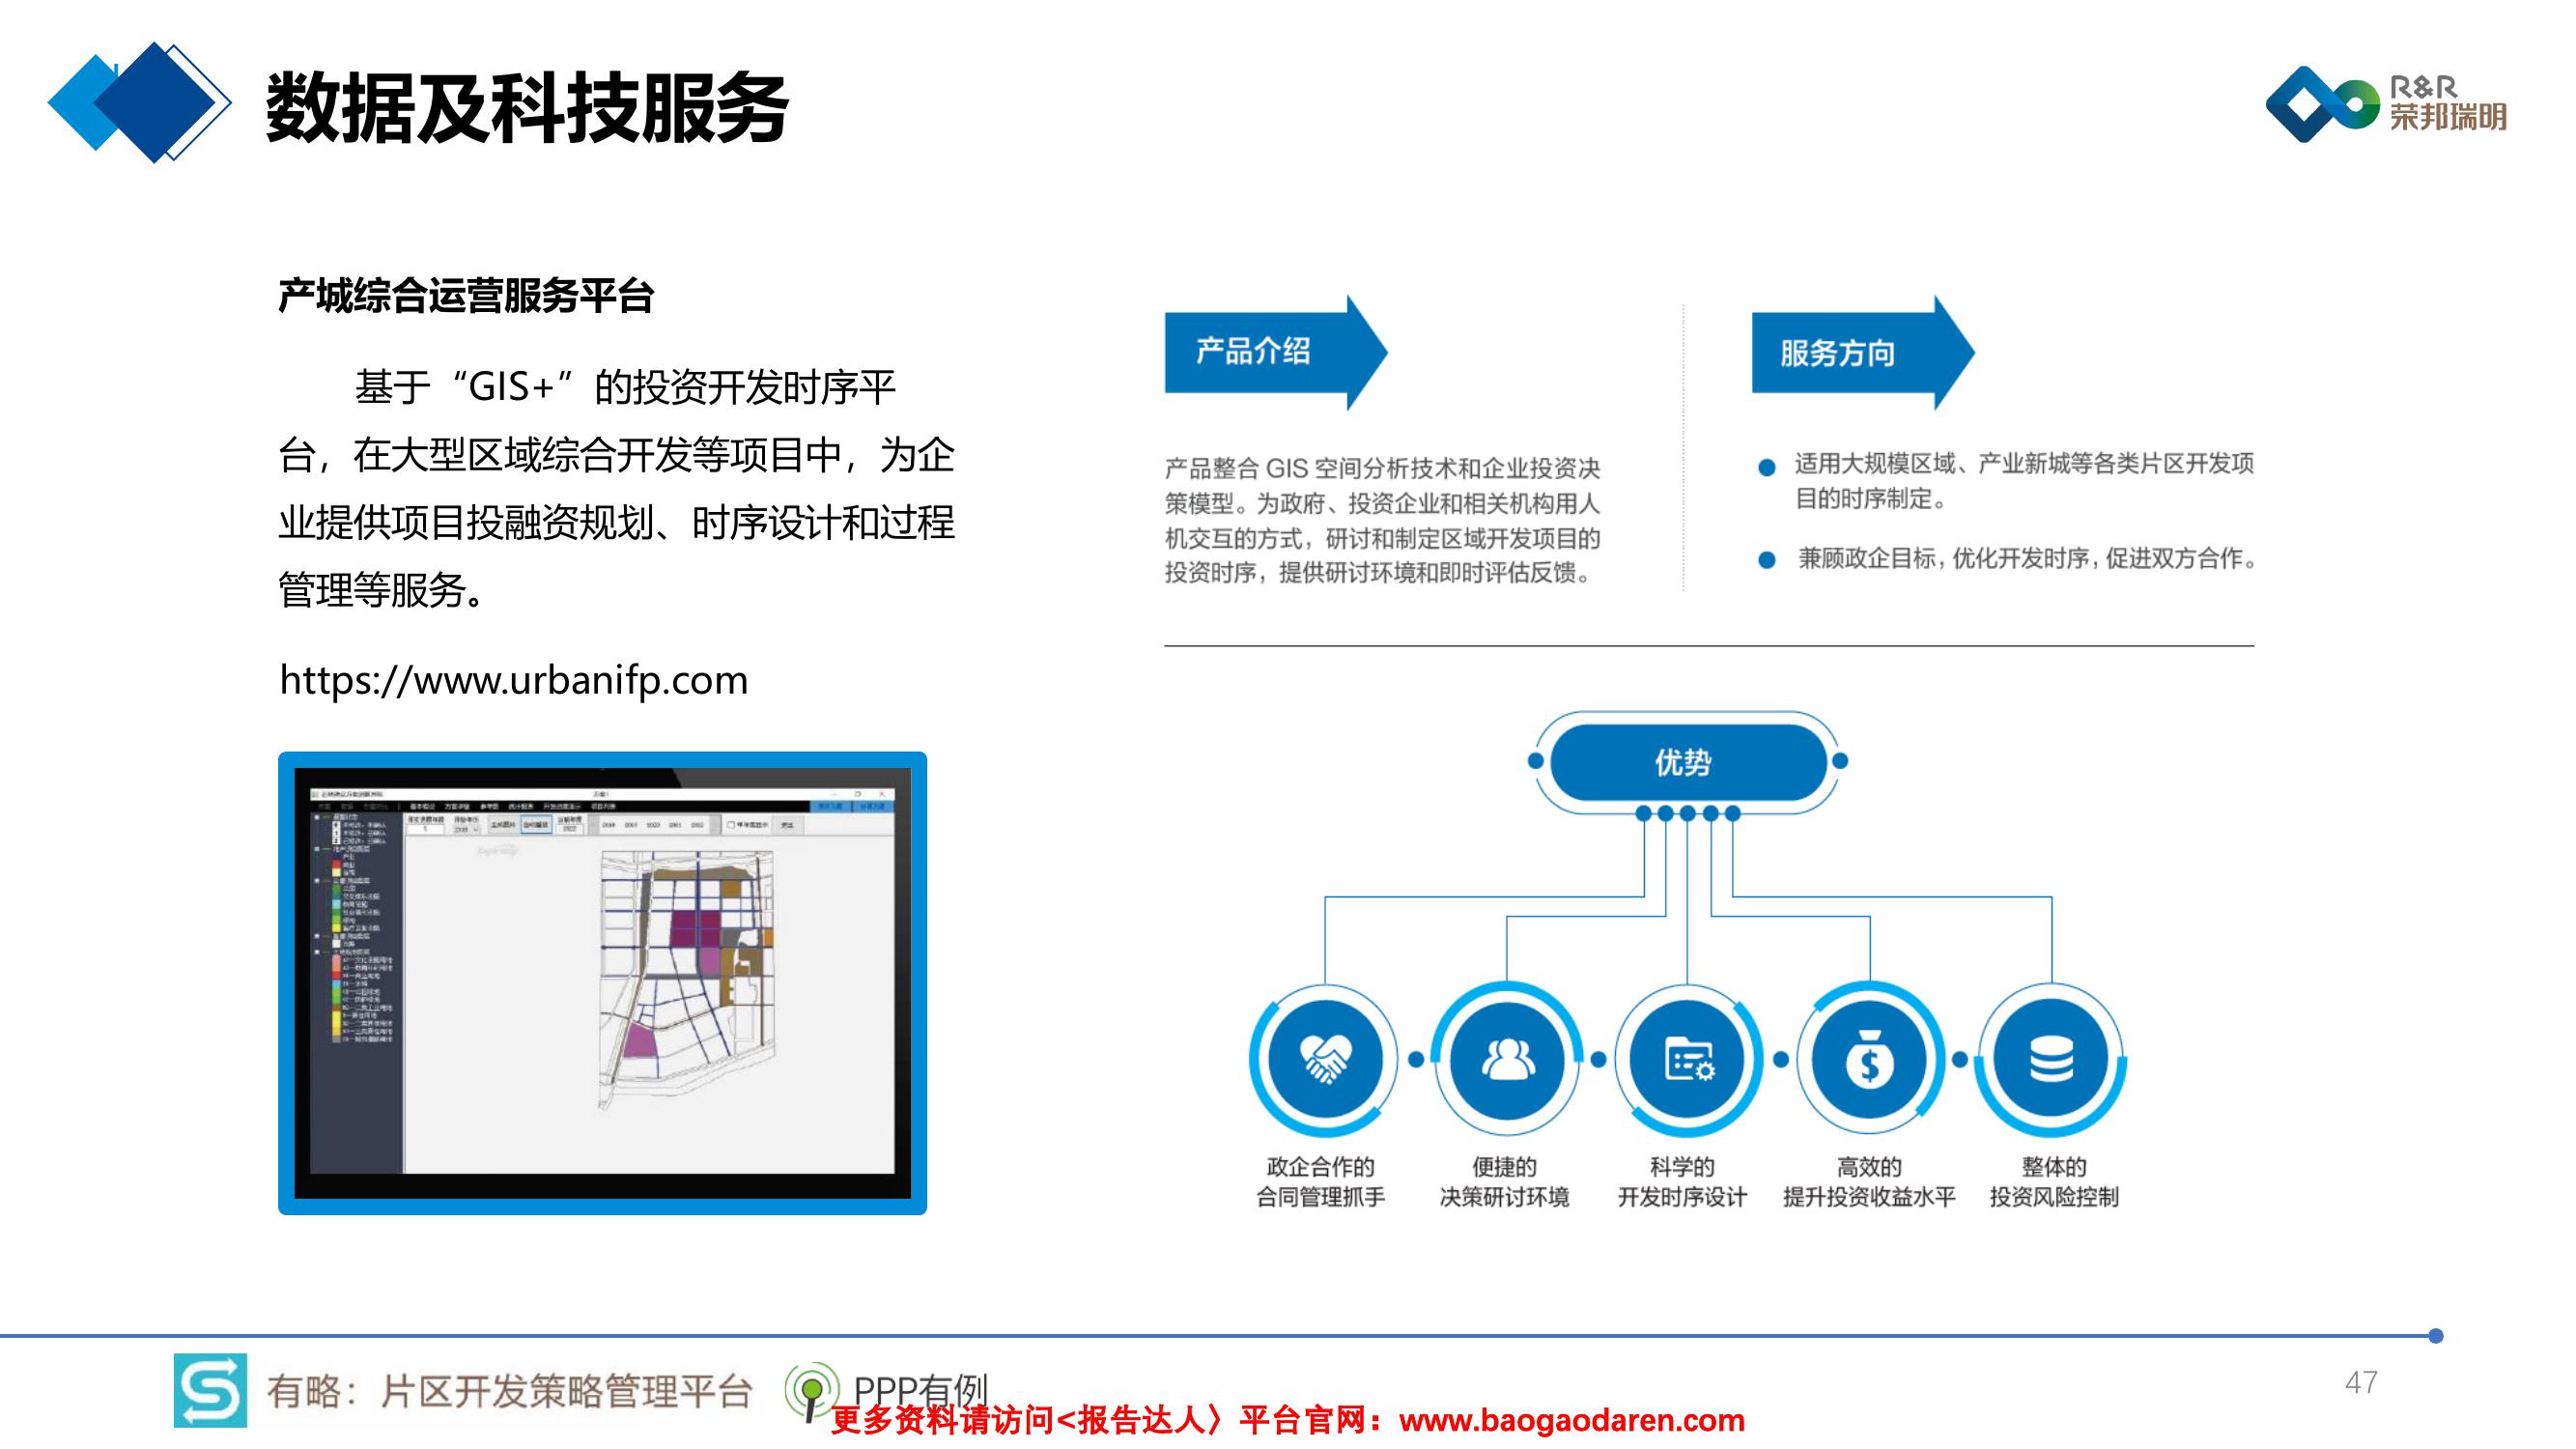 数据及科技服务
R&R
荣邦瑞明
产城综合运营服务平台
基于“GIS+”的投资开发时序平
台，在大型区域综合开发等项目中，为企
业提供项目投融资规划、时序设计和过程
管理等服务。
https://www.urbanifp.com
产品介绍
产品整合 GIS 空间分析技术和企业投资决
策模型。为政府、投资企业和相关机构用人
机交互的方式，研讨和制定区域开发项目的
投资时序，提供研讨环境和即时评估反馈。
服务方向
适用大规模区域、产业新城等各类片区开发项
目的时序制定。
兼顾政企目标，优化开发时序，促进双方合作。
优势
政企合作的
合同管理抓手
便捷的
决策研讨环境
科学的
开发时序设计
高效的
提升投资收益水平
整体的
投资风险控制
有略：片区开发策略管理平台
PPP有例
47
更多资料请访问<报告达人〉平台官网：www.baogaodaren.com